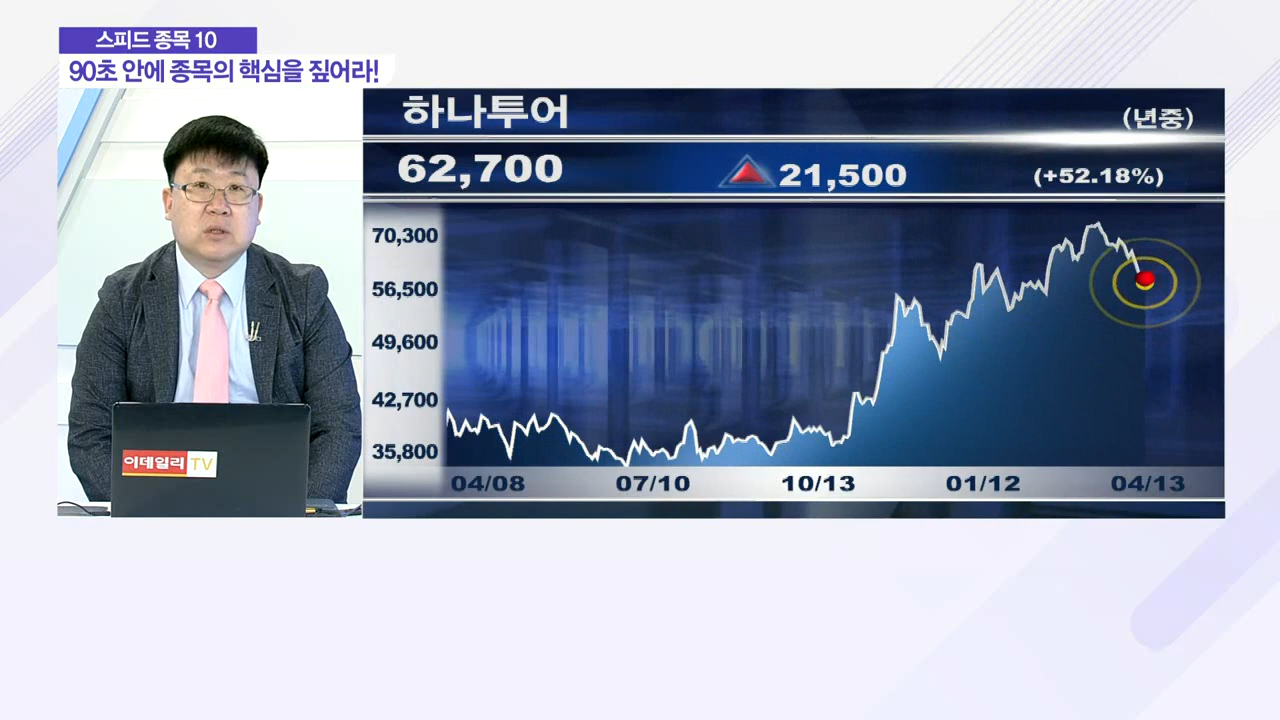 스피드 종목 10
90초 안에 종목의 핵심을 짚어라!
하나투어 (년중)
62,700 21,500 (+52.18%)
70,300
56,500
49,600
42,700
35,800
04/08 07/10 10/13 01/12 04/13
이데일리 TV